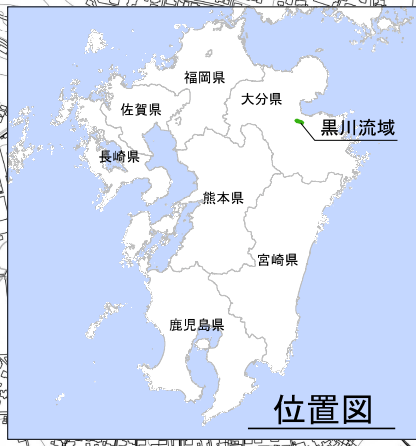 福岡県
大分県
佐賀県
黒川流域
長崎県
熊本県
宮崎県
鹿児島県
位置図